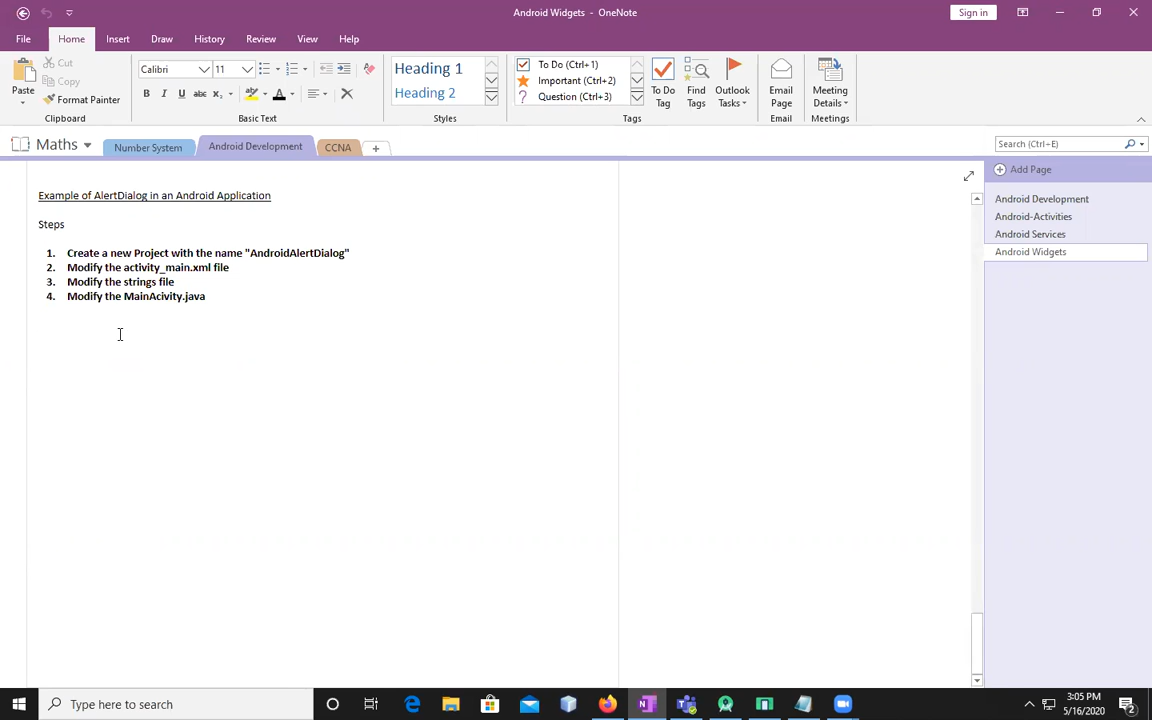 Android Widgets - OneNote
Sign in
File Home Insert Draw History Review View Help
Paste
Cut
Copy
Format Painter
Clipboard
Calibri 11
B I U abc x₂ A
Basic Text
Heading 1
Heading 2
Styles
To Do (Ctrl+1)
Important (Ctrl+2)
? Question (Ctrl+3)
To Do Tag
Find Tags
Outlook Tasks
Tags
Email Page
Email
Meeting Details
Meetings
Maths
Number System
Android Development
CCNA
+
Search (Ctrl+E)
Add Page
Android Development
Android-Activities
Android Services
Android Widgets
Example of AlertDialog in an Android Application
Steps
1. Create a new Project with the name "AndroidAlertDialog"
2. Modify the activity_main.xml file
3. Modify the strings file
4. Modify the MainAcivity.java
Type here to search
3:05 PM
5/16/2020
2